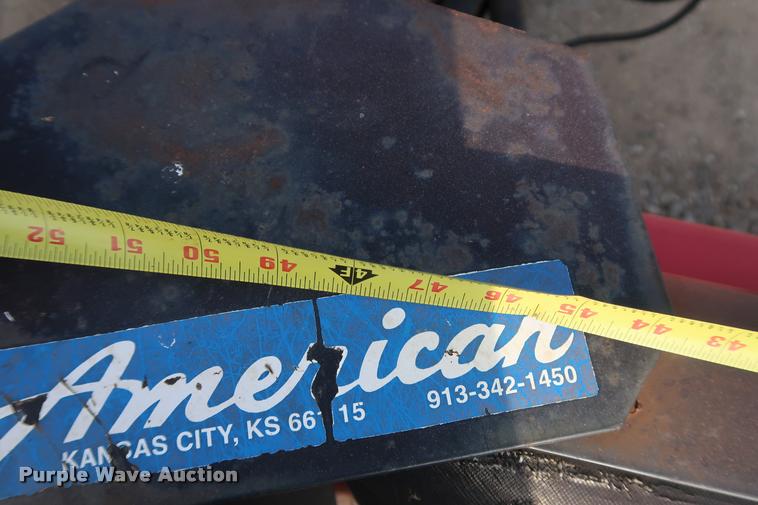 52 51 50 49 4F 47 46 45 44 43
American
913-342-1450
KANSAS CITY, KS 66115
Purple Wave Auction